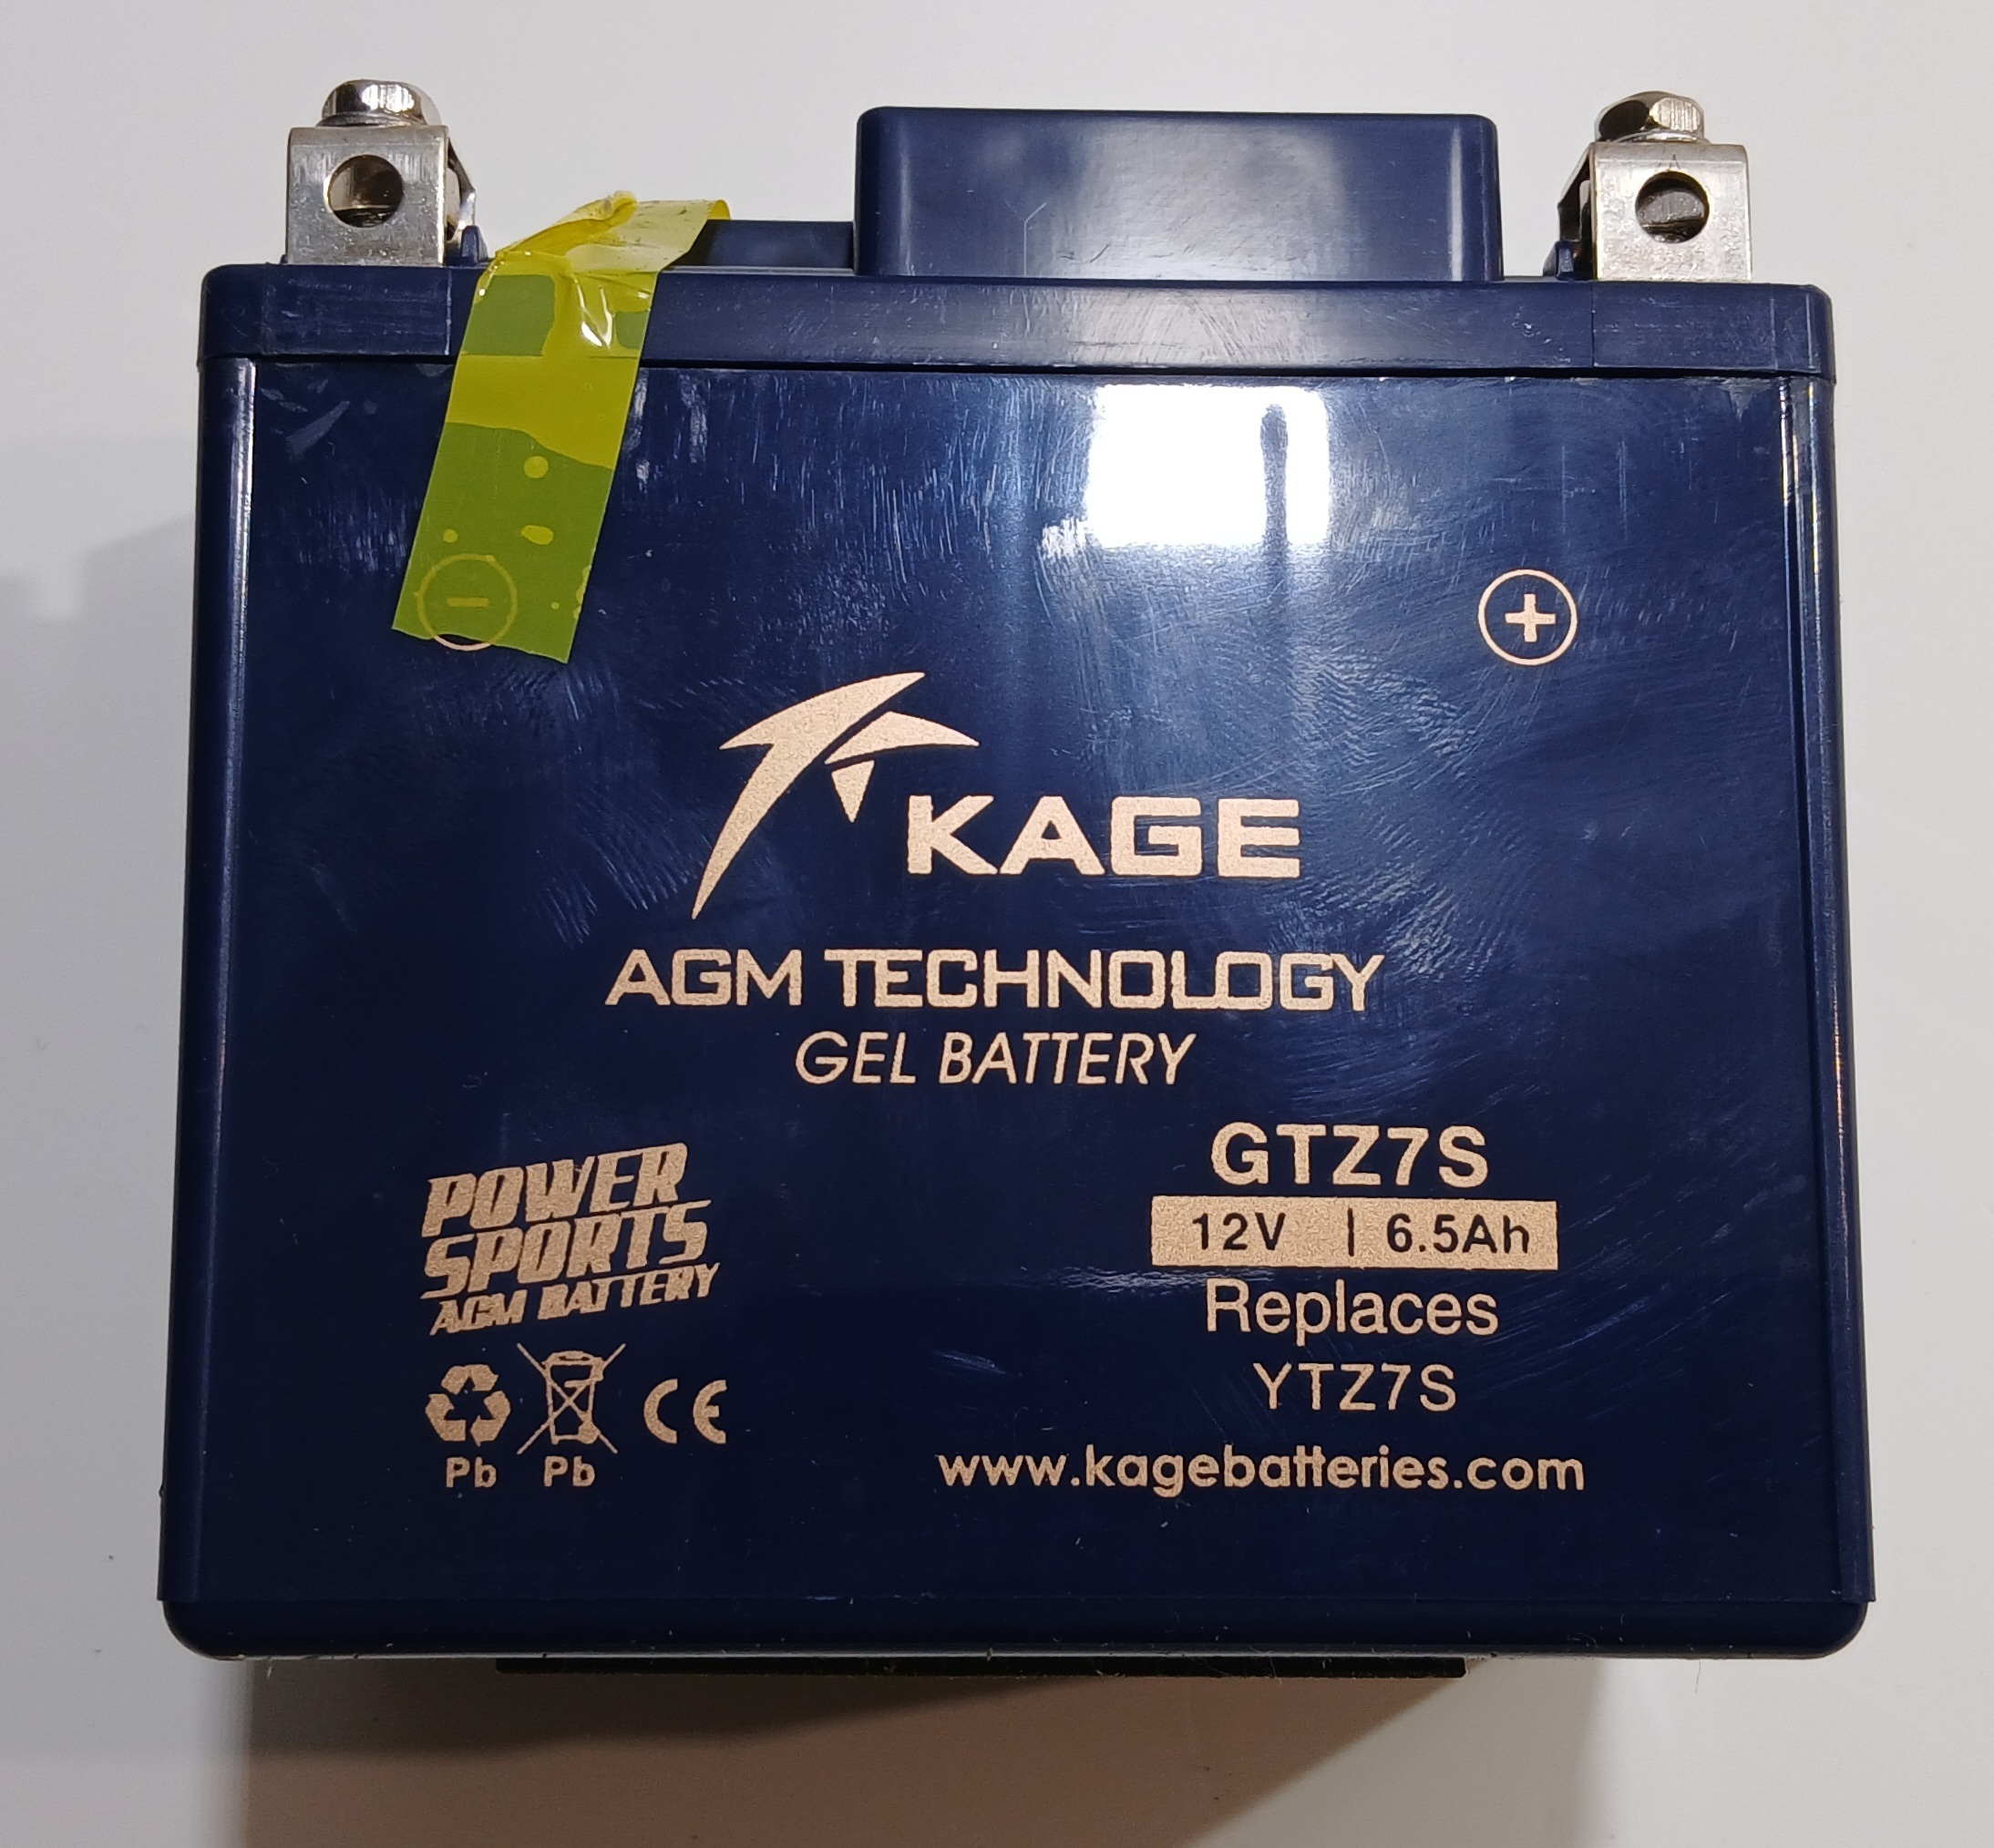 - +
KAGE
AGM TECHNOLOGY
GEL BATTERY
POWER
SPORTS
AGM BATTERY
Pb Pb
CE
GTZ7S
12V | 6.5Ah
Replaces
YTZ7S
www.kagebatteries.com